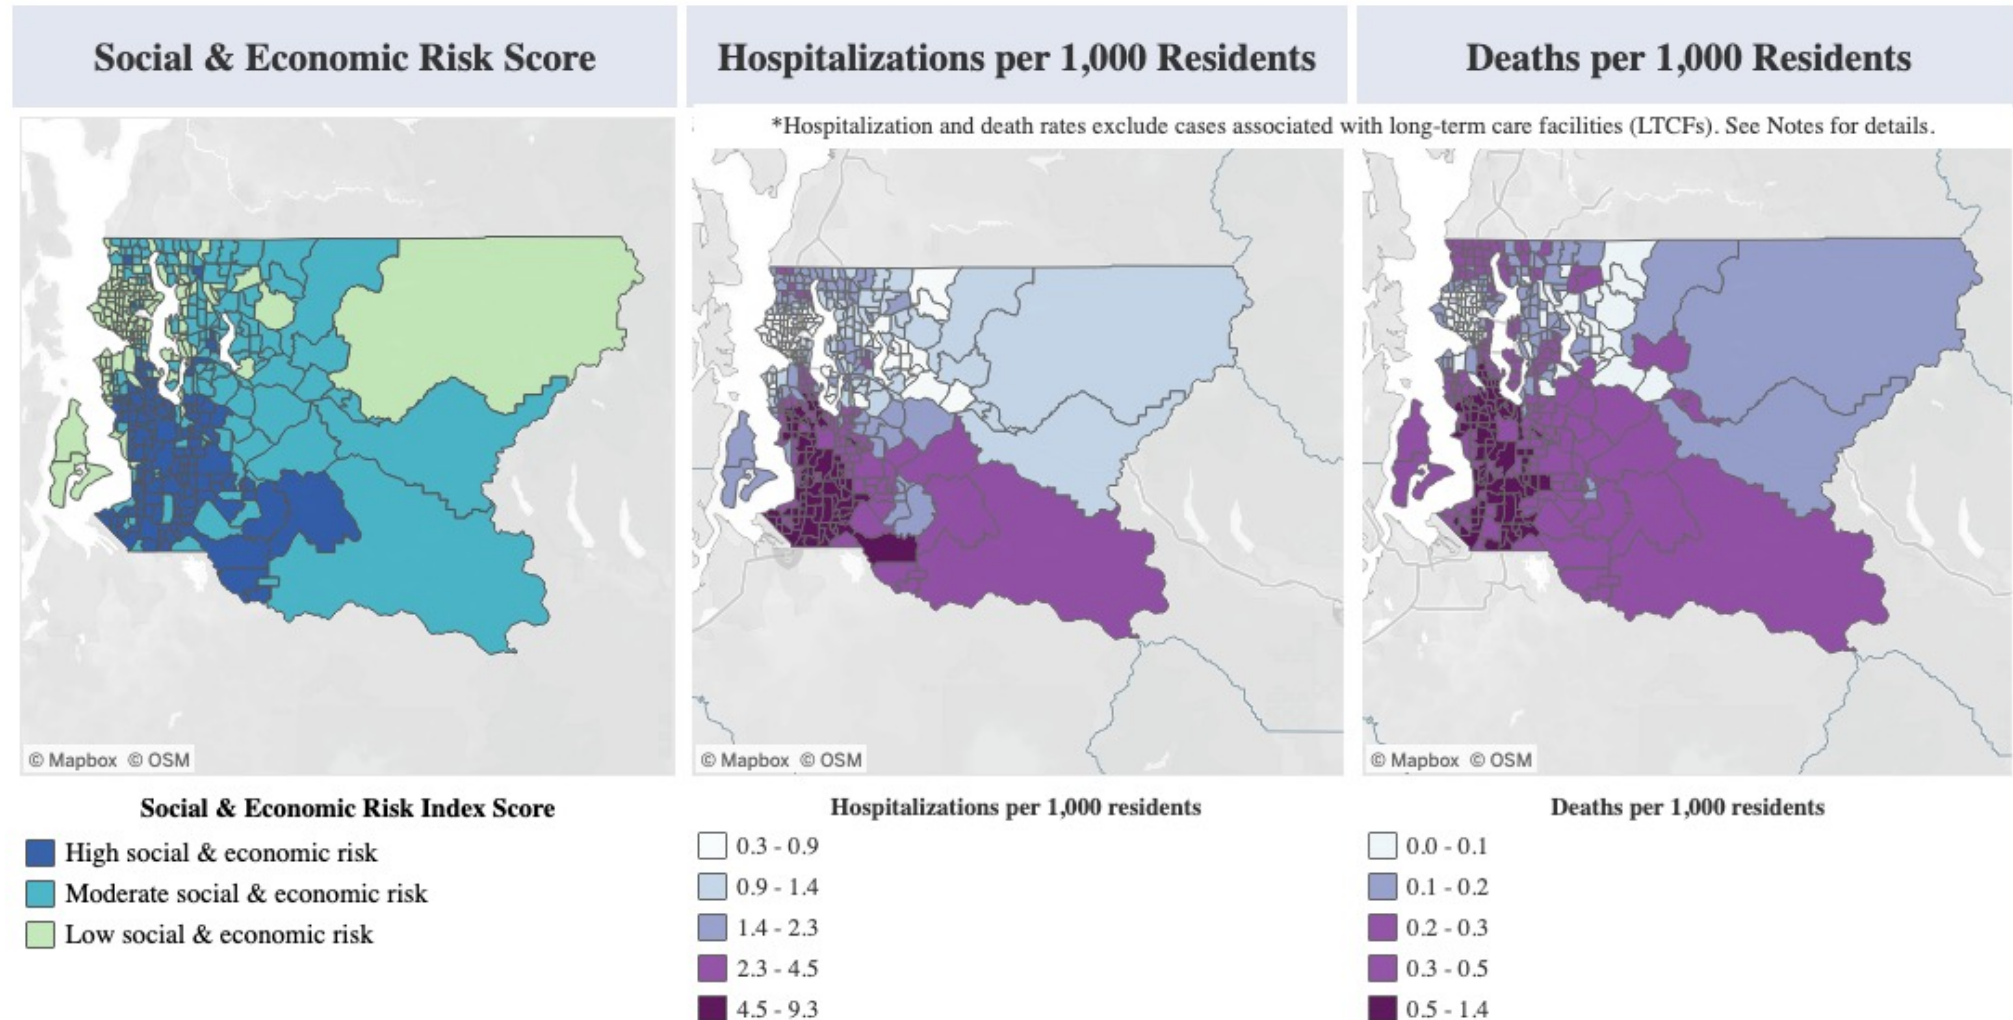 Social & Economic Risk Score
Hospitalizations per 1,000 Residents
Deaths per 1,000 Residents
*Hospitalization and death rates exclude cases associated with long-term care facilities (LTCFs). See Notes for details.
© Mapbox © OSM
© Mapbox © OSM
© Mapbox © OSM
Social & Economic Risk Index Score
High social & economic risk
Moderate social & economic risk
Low social & economic risk
Hospitalizations per 1,000 residents
0.3 - 0.9
0.9 - 1.4
1.4 - 2.3
2.3 - 4.5
4.5 - 9.3
Deaths per 1,000 residents
0.0 - 0.1
0.1 - 0.2
0.2 - 0.3
0.3 - 0.5
0.5 - 1.4